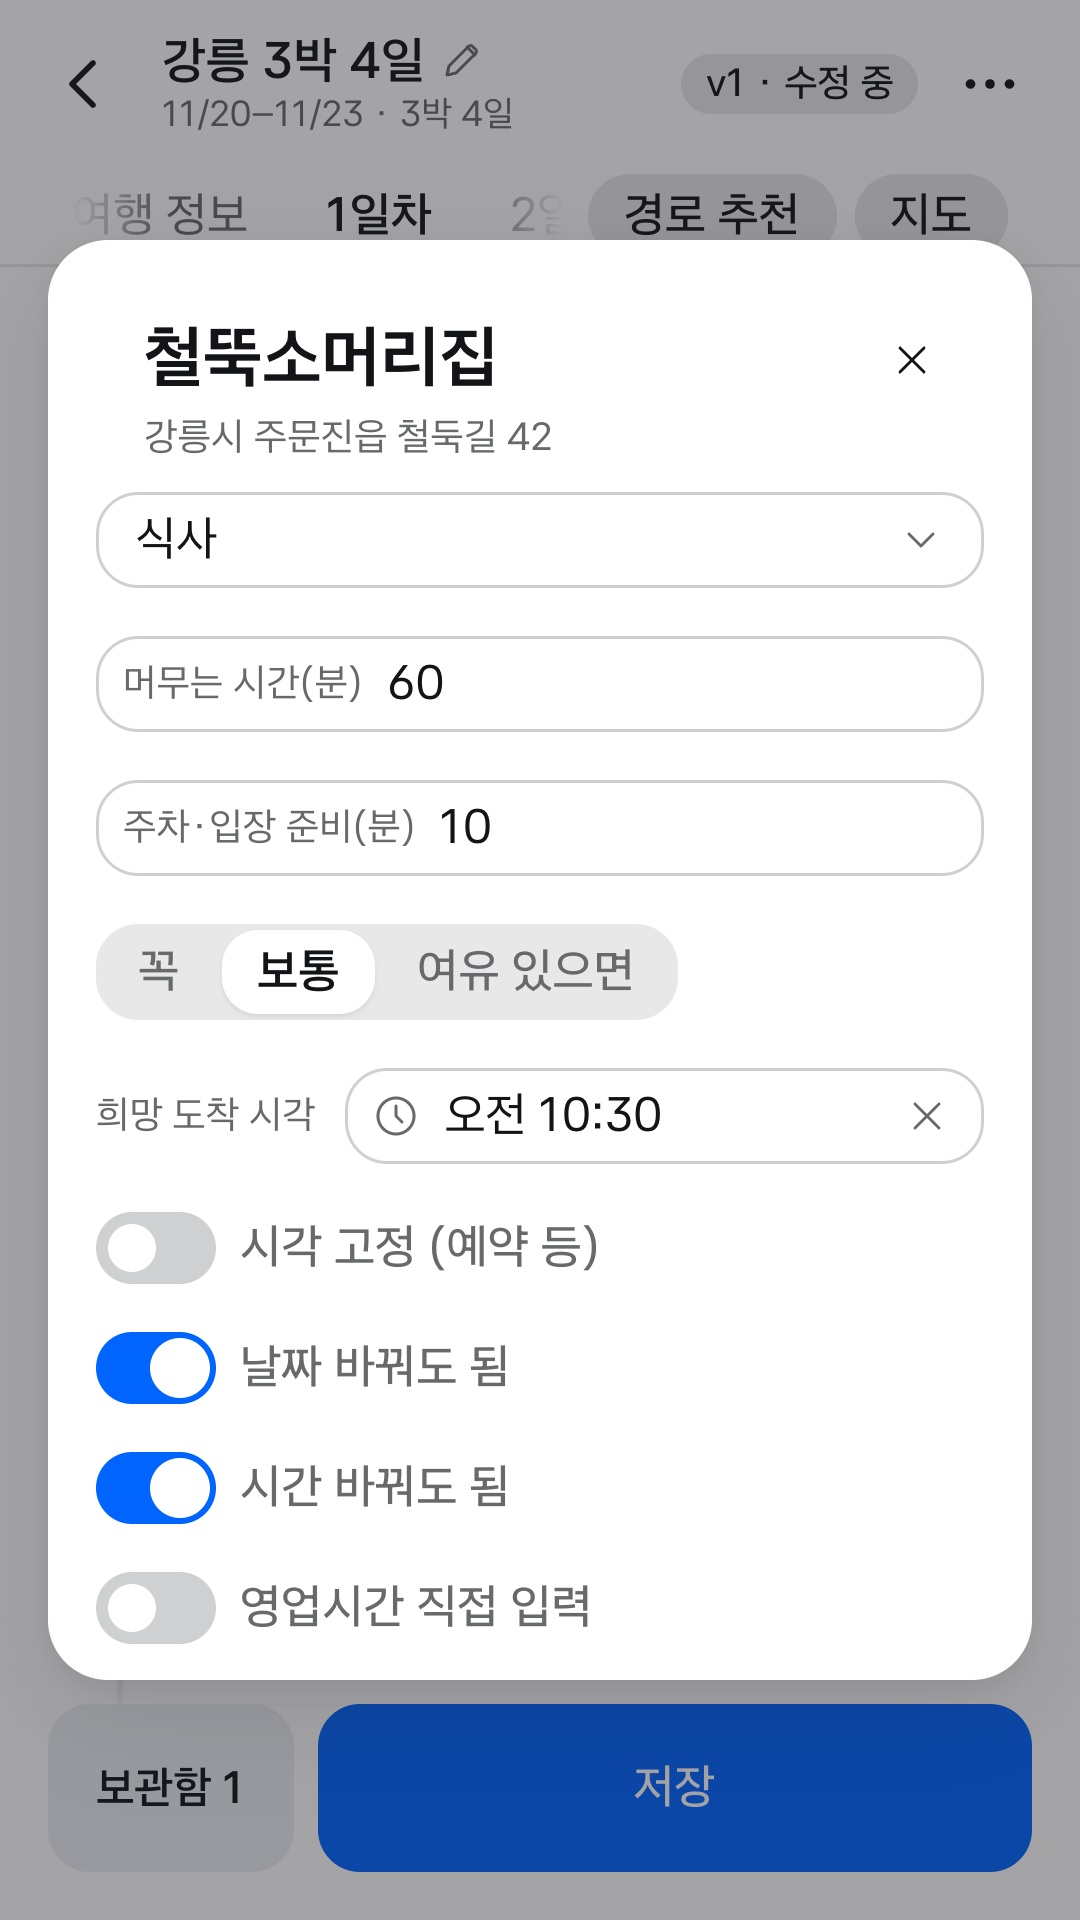 강릉 3박 4일
11/20–11/23 · 3박 4일
v1 · 수정 중
여행 정보
1일차
경로 추천
지도
철뚝소머리집
강릉시 주문진읍 철둑길 42
식사
머무는 시간(분) 60
주차·입장 준비(분) 10
꼭 보통 여유 있으면
희망 도착 시각 오전 10:30
시각 고정 (예약 등)
날짜 바꿔도 됨
시간 바꿔도 됨
영업시간 직접 입력
보관함 1
저장